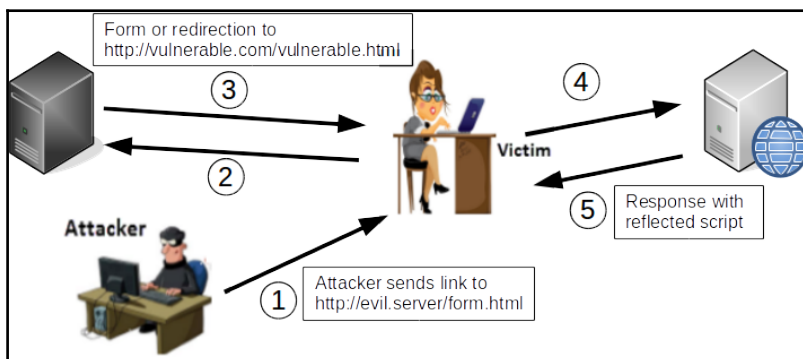 Form or redirection to
http://vulnerable.com/vulnerable.html
3
4
2
Victim
5
Response with
reflected script
Attacker
1
Attacker sends link to
http://evil.server/form.html